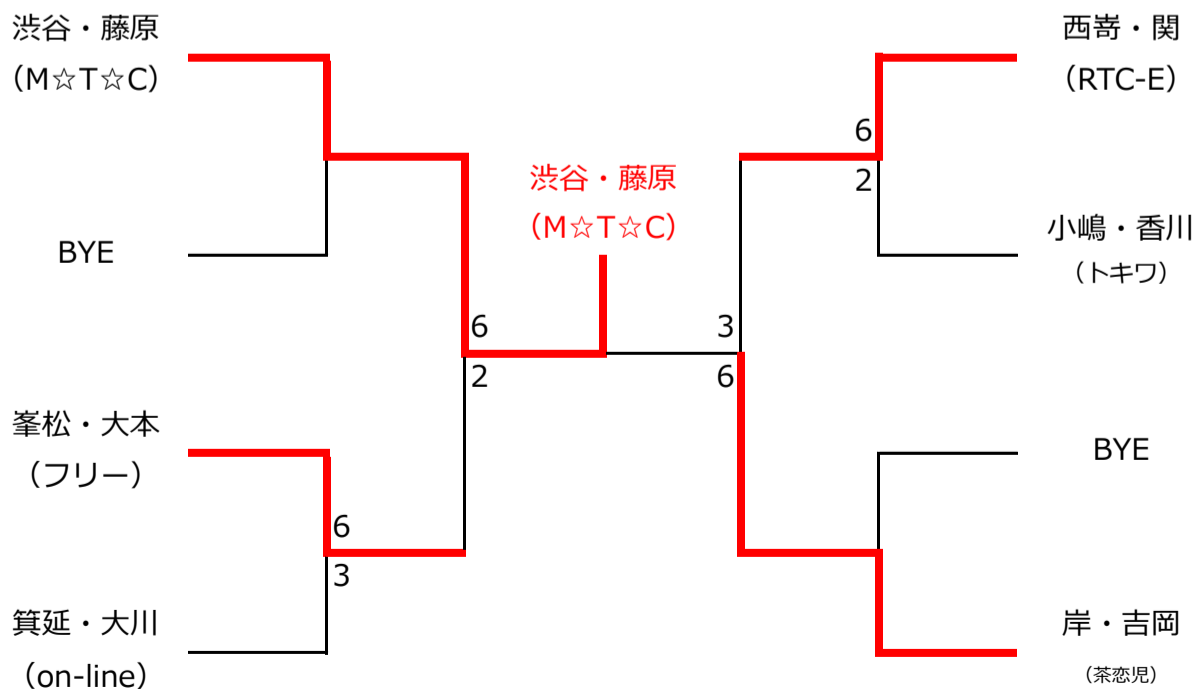 渋谷・藤原
（M☆T☆C）
BYE
峯松・大本
（フリー）
箕延・大川
（on-line）
6
3
6
2
渋谷・藤原
（M☆T☆C）
3
6
6
2
西嵜・関
（RTC-E）
小嶋・香川
（トキワ）
BYE
岸・吉岡
（茶恋児）